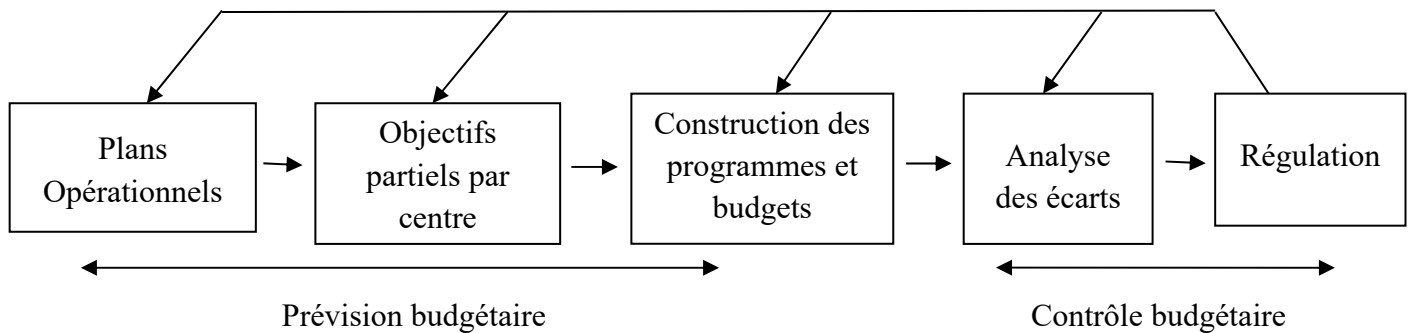 Plans
Opérationnels
Objectifs
partiels par
centre
Construction des
programmes et
budgets
Analyse
des écarts
Régulation
Prévision budgétaire
Contrôle budgétaire